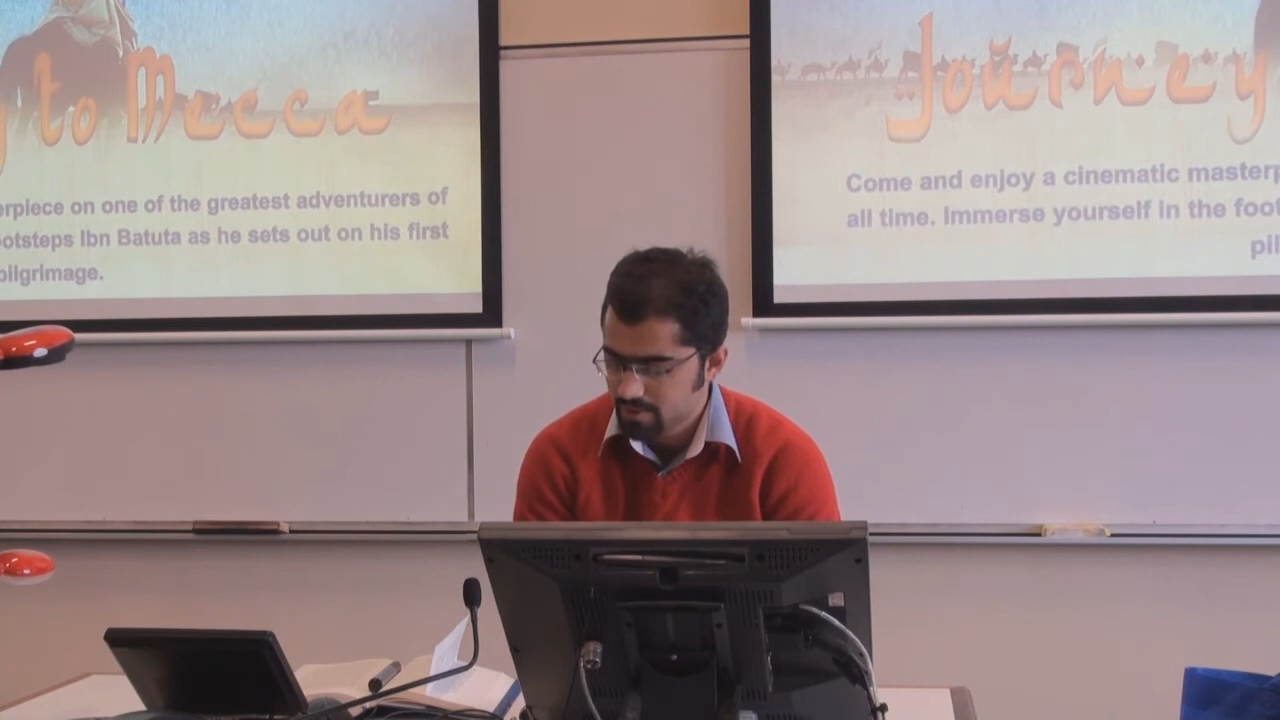 to Mecca
erpiece on one of the greatest adventurers of
ootsteps Ibn Batuta as he sets out on his first
pilgrimage.
Journey
Come and enjoy a cinematic masterp
all time. Immerse yourself in the foot
pil